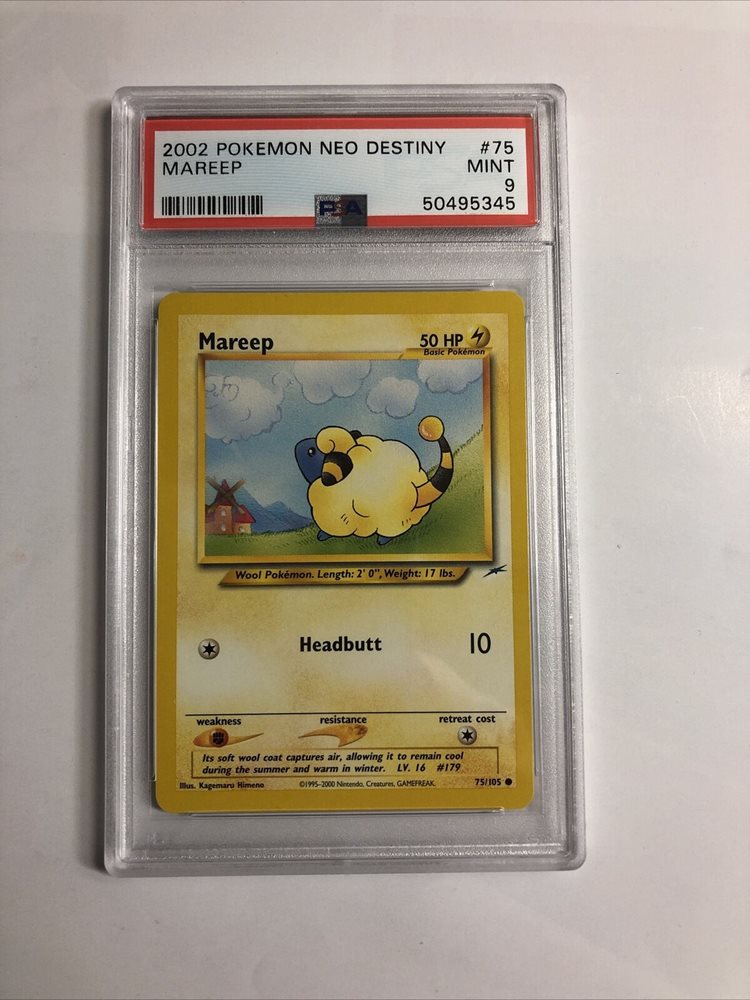 2002 POKEMON NEO DESTINY #75
MAREEP MINT
9
PSA 50495345
Mareep 50 HP
Basic Pokémon
Wool Pokémon. Length: 2' 0", Weight: 17 lbs.
Headbutt 10
weakness resistance retreat cost
Its soft wool coat captures air, allowing it to remain cool
during the summer and warm in winter. LV. 16 #179
Illus. Kagemaru Himeno ©1995-2000 Nintendo, Creatures, GAMEFREAK. 75/105